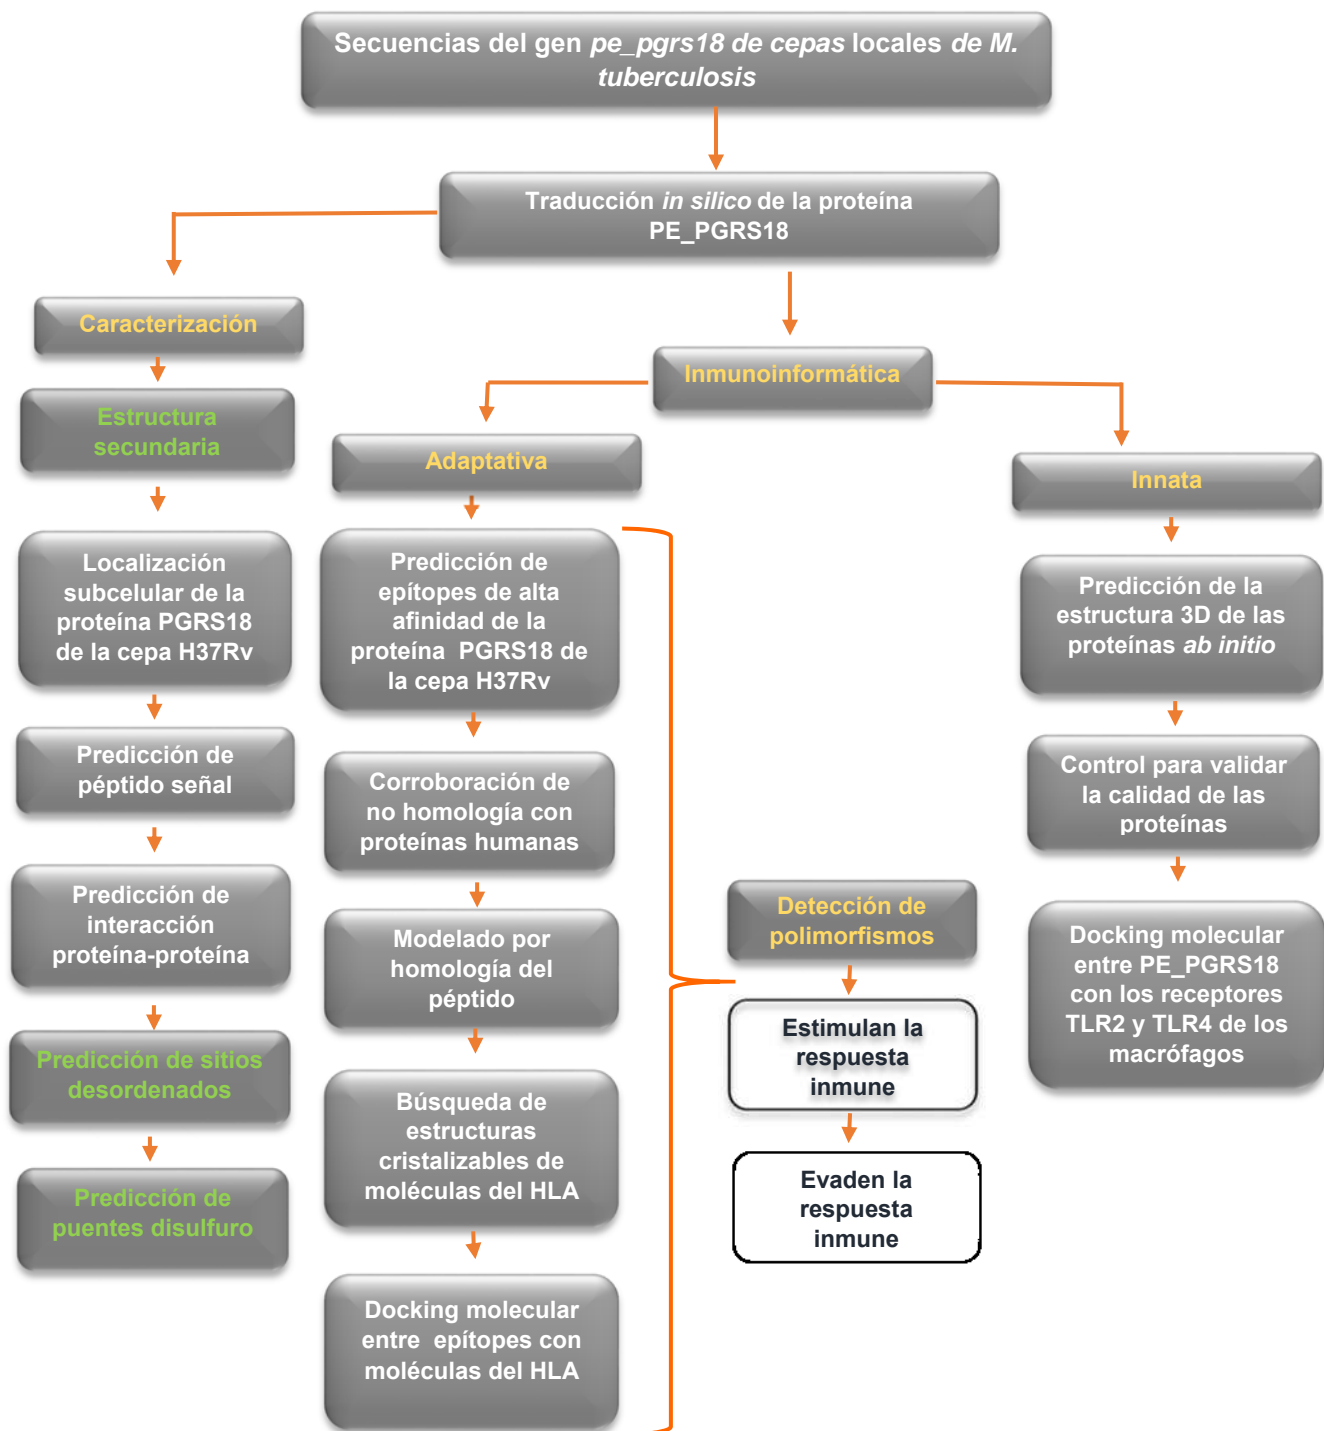 Secuencias del gen pe_pgrs18 de cepas locales de M.
tuberculosis
Traducción in silico de la proteína
PE_PGRS18
Caracterización
Estructura
secundaria
Localización
subcelular de la
proteína PGRS18
de la cepa H37Rv
Predicción de
péptido señal
Predicción de
interacción
proteína-proteína
Predicción de sitios
desordenados
Predicción de
puentes disulfuro
Inmunoinformática
Adaptativa
Predicción de
epítopes de alta
afinidad de la
proteína PGRS18 de
la cepa H37Rv
Corroboración de
no homología con
proteínas humanas
Modelado por
homología del
péptido
Búsqueda de
estructuras
cristalizables de
moléculas del HLA
Docking molecular
entre epítopes con
moléculas del HLA
Detección de
polimorfismos
Estimulan la
respuesta
inmune
Evaden la
respuesta
inmune
Innata
Predicción de la
estructura 3D de las
proteínas ab initio
Control para validar
la calidad de las
proteínas
Docking molecular
entre PE_PGRS18
con los receptores
TLR2 y TLR4 de los
macrófagos